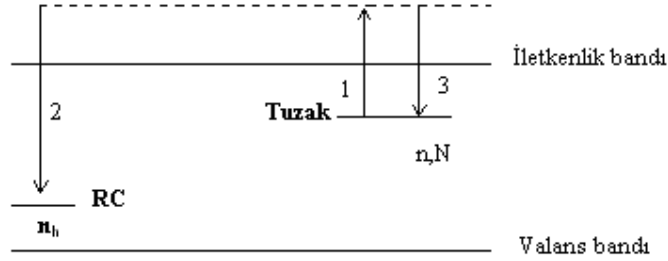 İletkenlik bandı
1
3
2
Tuzak
n,N
RC
nh
Valans bandı